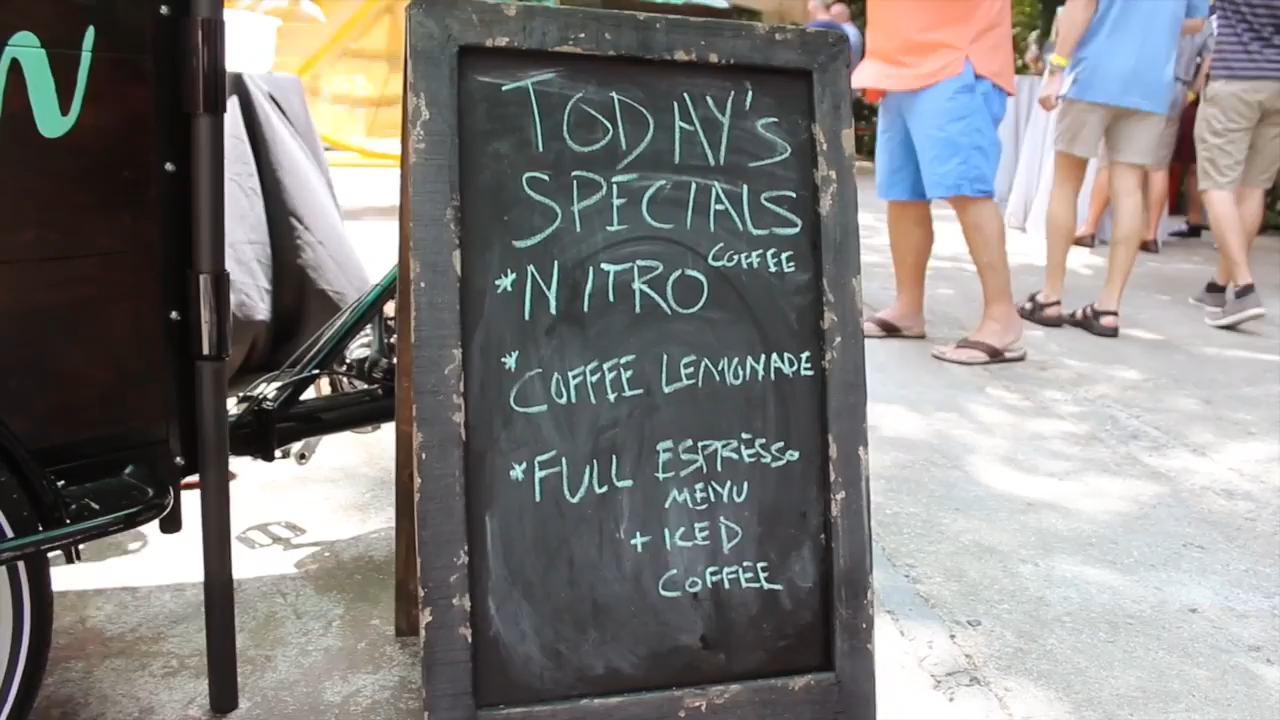 TODAY'S
SPECIALS
*NITRO COFFEE
*COFFEE LEMONADE
*FULL ESPRESSO
MENU
+ ICED
COFFEE